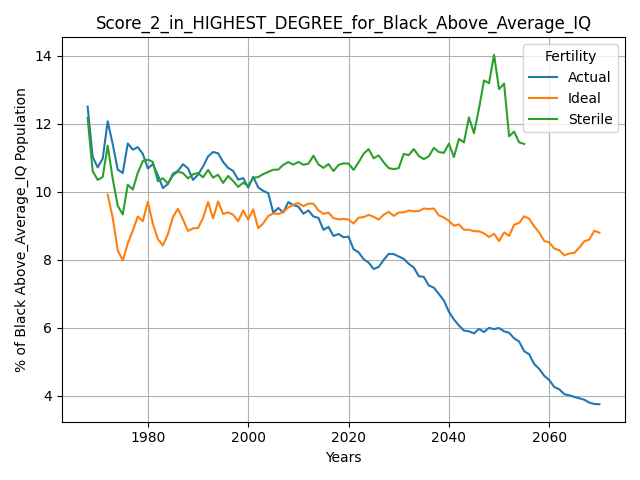 Score_2_in_HIGHEST_DEGREE_for_Black_Above_Average_IQ
% of Black Above_Average_IQ Population
14
12
10
8
6
4
Fertility
Actual
Ideal
Sterile
1980 2000 2020 2040 2060
Years